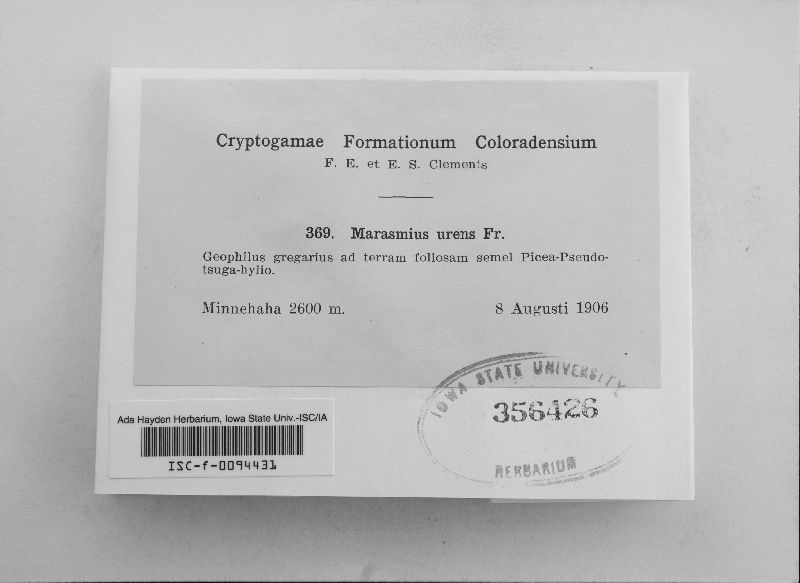 Cryptogamae Formationum Coloradensium
F. E. et E. S. Clements
369. Marasmius urens Fr.
Geophilus gregarius ad terram foliosam semel Picea-Pseudo-
tsuga-hylio.
Minnehaha 2600 m. 8 Augusti 1906
IOWA STATE UNIVERSITY
356426
HERBARIUM
Ada Hayden Herbarium, Iowa State Univ.-ISC/IA
ISC-f-0094431